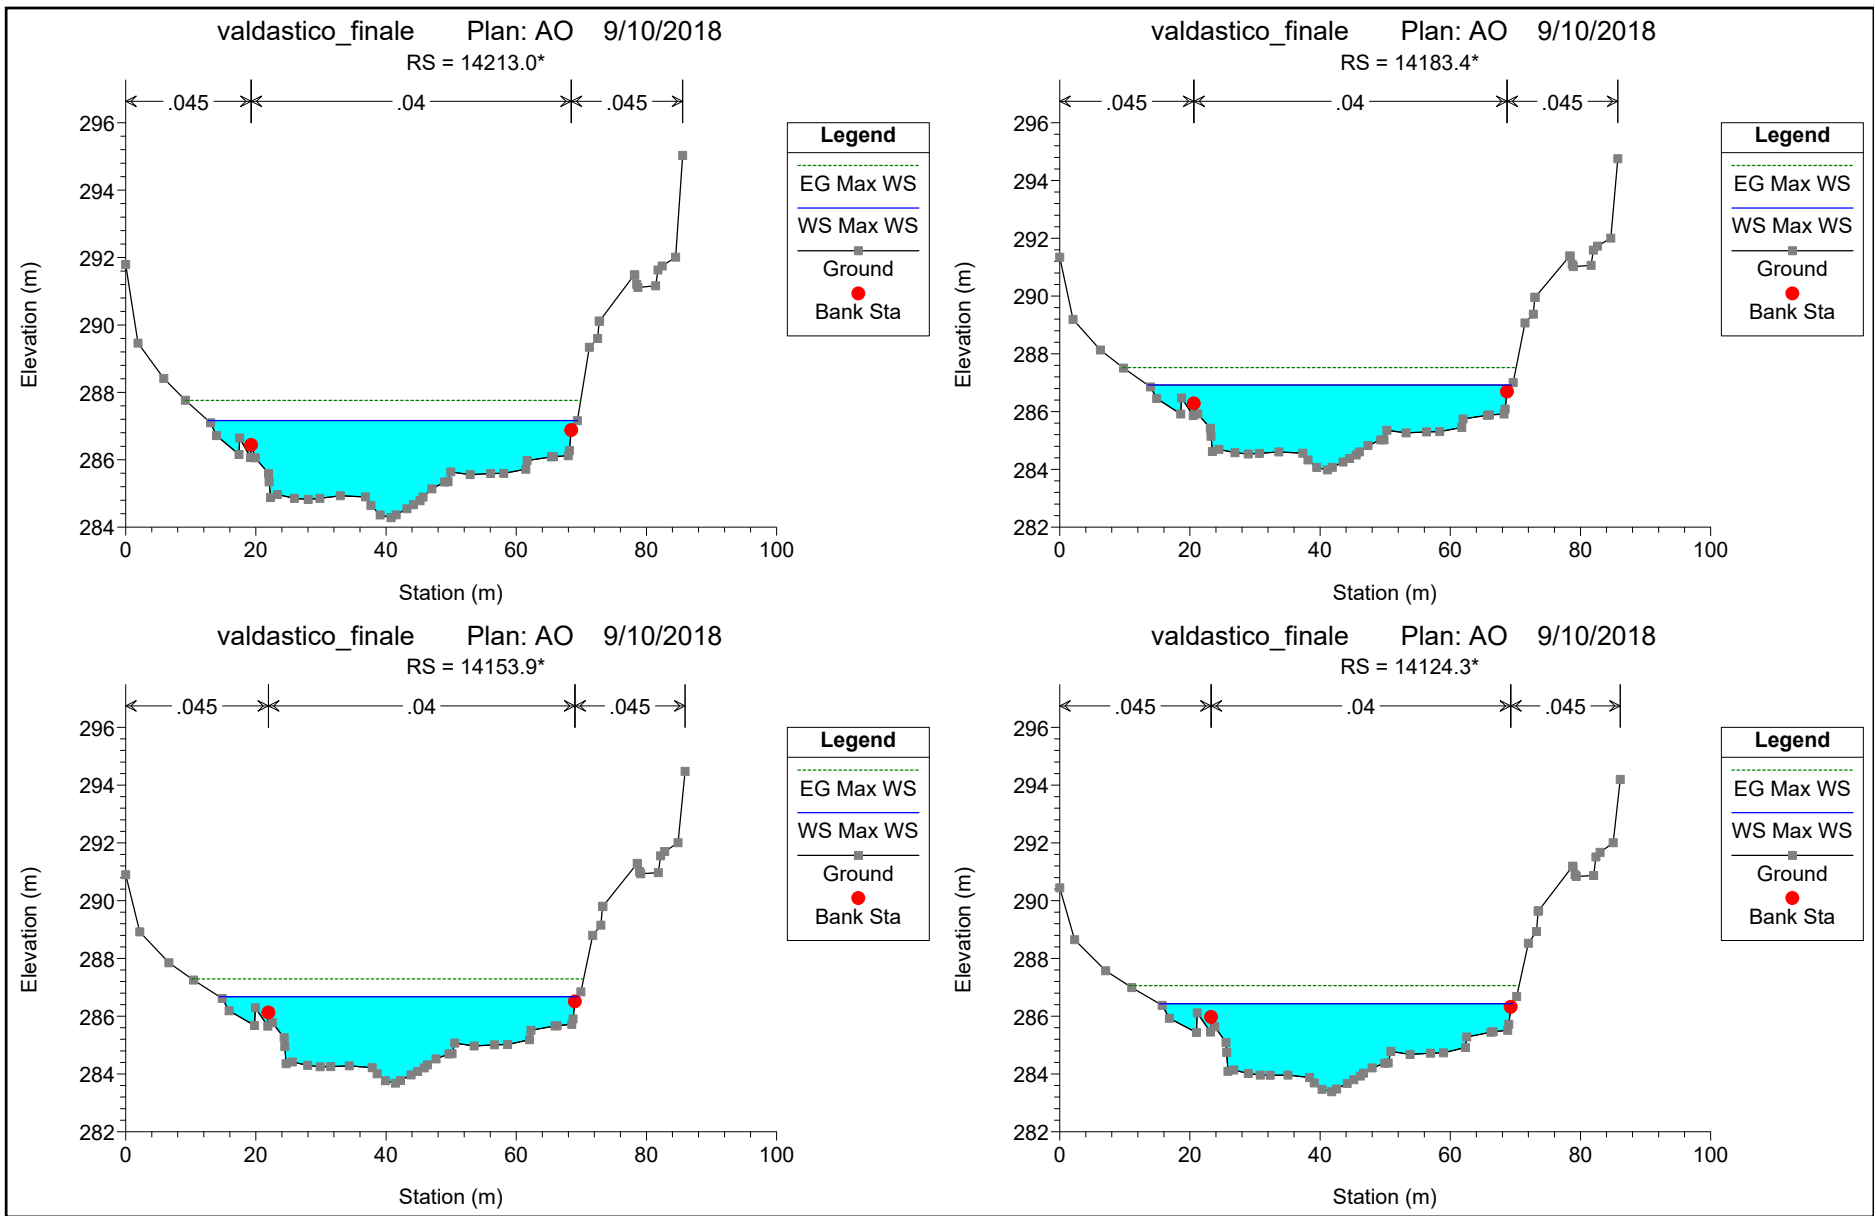 valdastico_finale Plan: AO 9/10/2018
RS = 14213.0*
.045 .04 .045
296
294
292
290
288
286
284
Elevation (m)
0 20 40 60 80 100
Station (m)
Legend
EG Max WS
WS Max WS
Ground
Bank Sta
valdastico_finale Plan: AO 9/10/2018
RS = 14183.4*
.045 .04 .045
296
294
292
290
288
286
284
282
Elevation (m)
0 20 40 60 80 100
Station (m)
Legend
EG Max WS
WS Max WS
Ground
Bank Sta
valdastico_finale Plan: AO 9/10/2018
RS = 14153.9*
.045 .04 .045
296
294
292
290
288
286
284
282
Elevation (m)
0 20 40 60 80 100
Station (m)
Legend
EG Max WS
WS Max WS
Ground
Bank Sta
valdastico_finale Plan: AO 9/10/2018
RS = 14124.3*
.045 .04 .045
296
294
292
290
288
286
284
282
Elevation (m)
0 20 40 60 80 100
Station (m)
Legend
EG Max WS
WS Max WS
Ground
Bank Sta